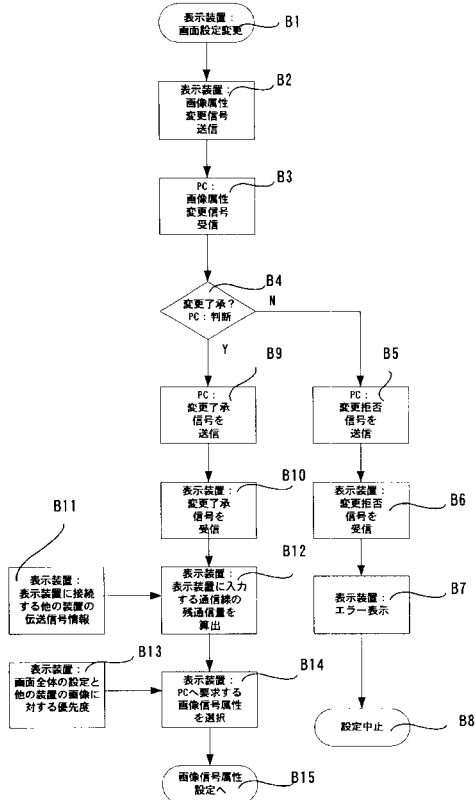 表示装置：
画面設定変更
B1
表示装置：
画像属性
変更信号
送信
B2
PC：
画像属性
変更信号
受信
B3
変更了承？
PC：判断
B4
N
Y
PC：
変更了承
信号を
送信
B9
PC：
変更拒否
信号を
送信
B5
表示装置：
変更了承
信号を
受信
B10
表示装置：
変更拒否
信号を
受信
B6
表示装置：
表示装置に接続
する他の装置の
伝送信号情報
B11
表示装置：
表示装置に入力
する通信線の
残通信量を
算出
B12
表示装置：
エラー表示
B7
表示装置：
画面全体の設定と
他の装置の画像に
対する優先度
B13
表示装置：
PCへ要求する
画像信号属性
を選択
B14
設定中止
B8
画像信号属性
設定へ
B15